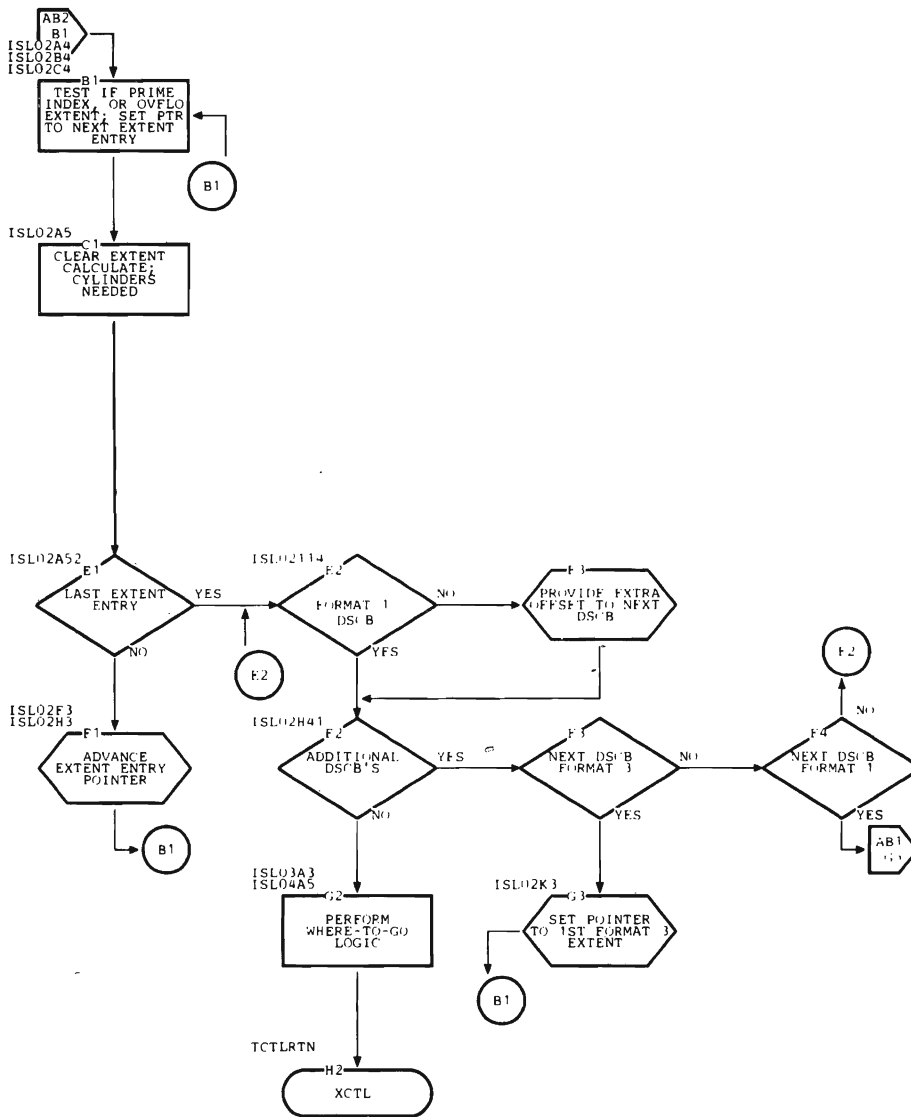 AB2
B1
ISL02A4
ISL02B4
ISL02C4
B1
TEST IF PRIME
INDEX, OR OVFLO
EXTENT; SET PTR
TO NEXT EXTENT
ENTRY
B1
ISL02A5
C1
CLEAR EXTENT
CALCULATE;
CYLINDERS
NEEDED
ISL02A52
E1
LAST EXTENT
ENTRY
YES
NO
E2
ISL02I14
E2
FORMAT 1
DSCB
NO
YES
E3
PROVIDE EXTRA
OFFSET TO NEXT
DSCB
E2
ISL02F3
ISL02H3
F1
ADVANCE
EXTENT ENTRY
POINTER
B1
ISL02H41
F2
ADDITIONAL
DSCB'S
YES
NO
F3
NEXT DSCB
FORMAT 3
NO
YES
F4
NEXT DSCB
FORMAT 1
NO
YES
AB1
ISL03A3
ISL04A5
G2
PERFORM
WHERE-TO-GO
LOGIC
ISL02K3
G3
SET POINTER
TO 1ST FORMAT 3
EXTENT
B1
TCTLRTN
H2
XCTL